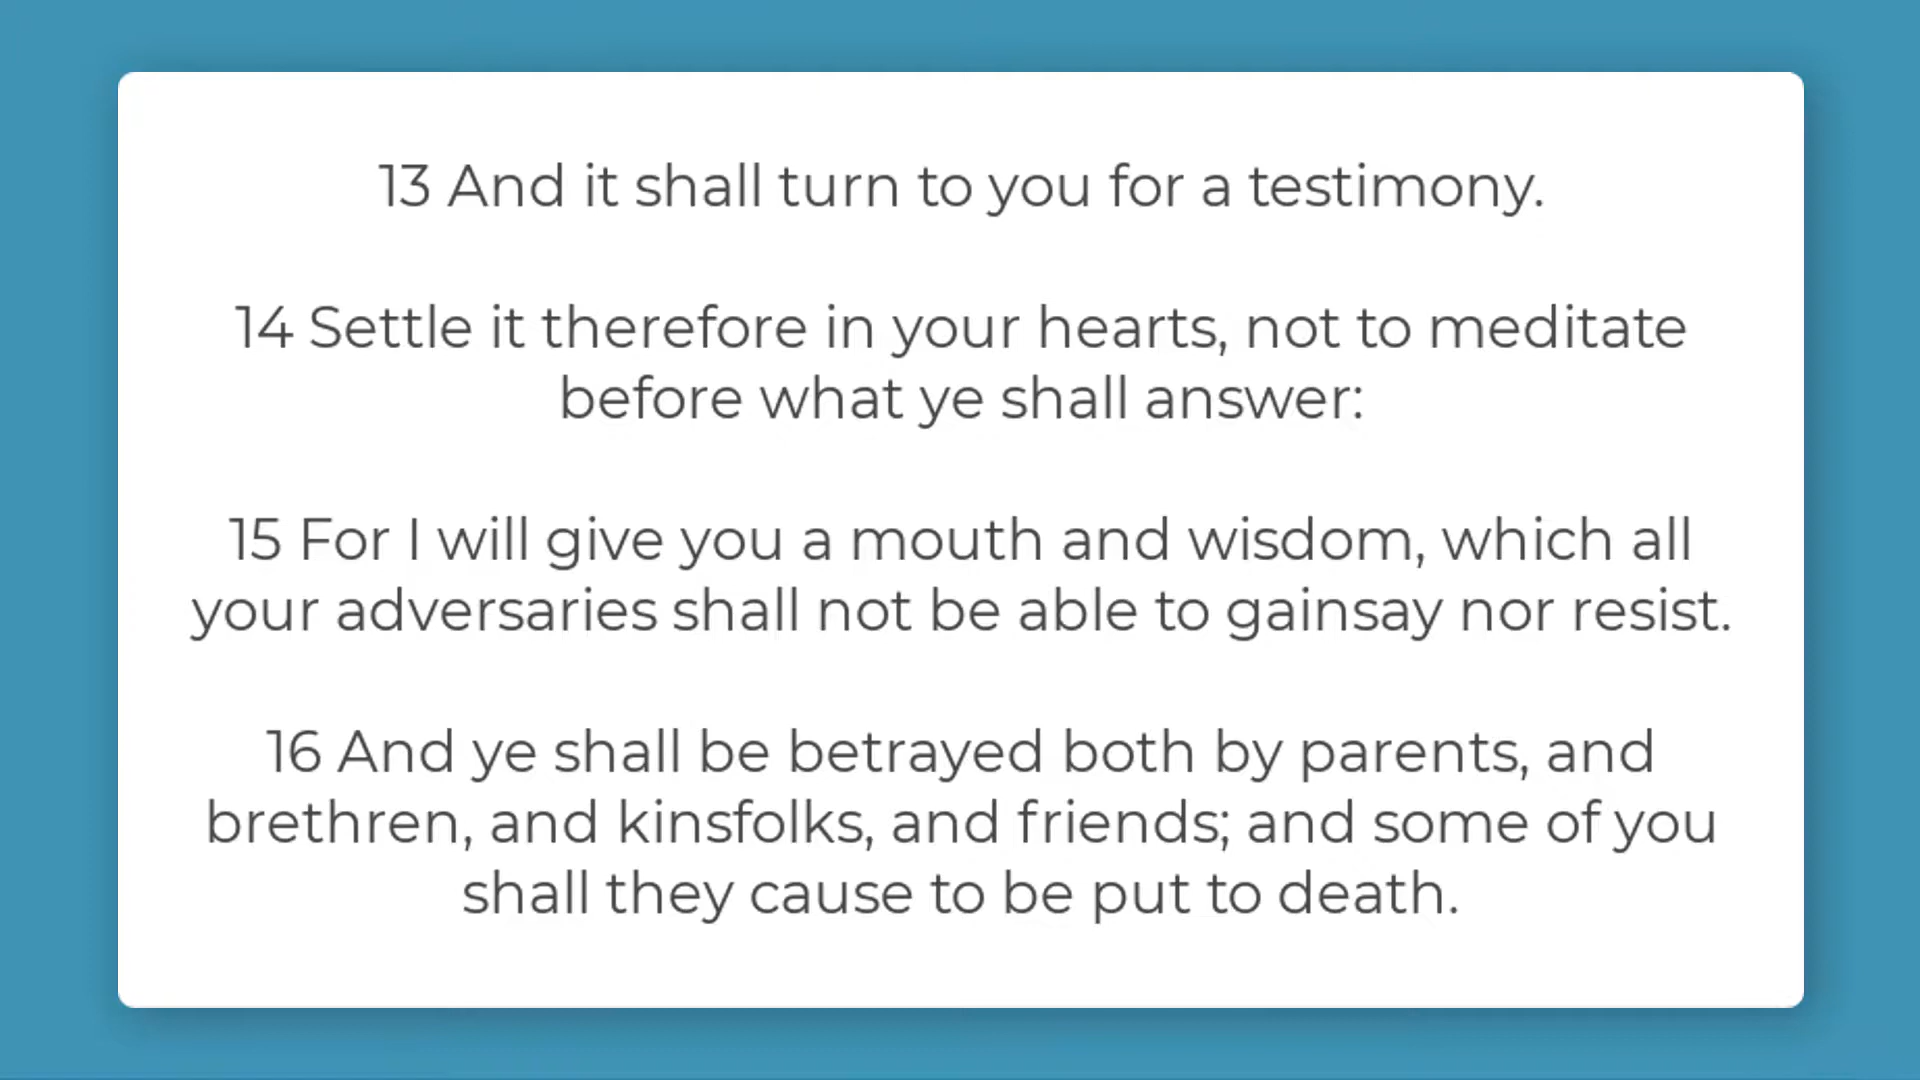 13 And it shall turn to you for a testimony.
14 Settle it therefore in your hearts, not to meditate
before what ye shall answer:
15 For I will give you a mouth and wisdom, which all
your adversaries shall not be able to gainsay nor resist.
16 And ye shall be betrayed both by parents, and
brethren, and kinsfolks, and friends; and some of you
shall they cause to be put to death.